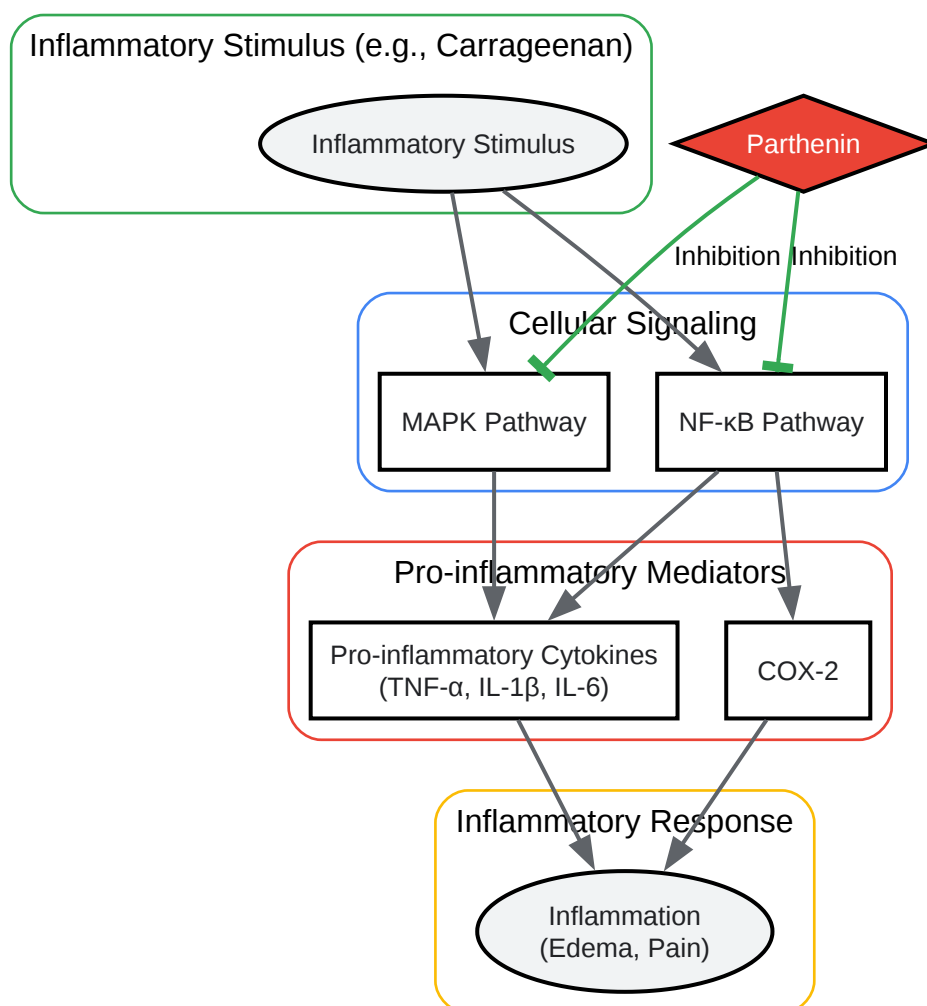 Inflammatory Stimulus (e.g., Carrageenan)
Inflammatory Stimulus
Parthenin
Inhibition
Inhibition
Cellular Signaling
MAPK Pathway
NF-κB Pathway
Pro-inflammatory Mediators
Pro-inflammatory Cytokines
(TNF-α, IL-1β, IL-6)
COX-2
Inflammatory Response
Inflammation
(Edema, Pain)